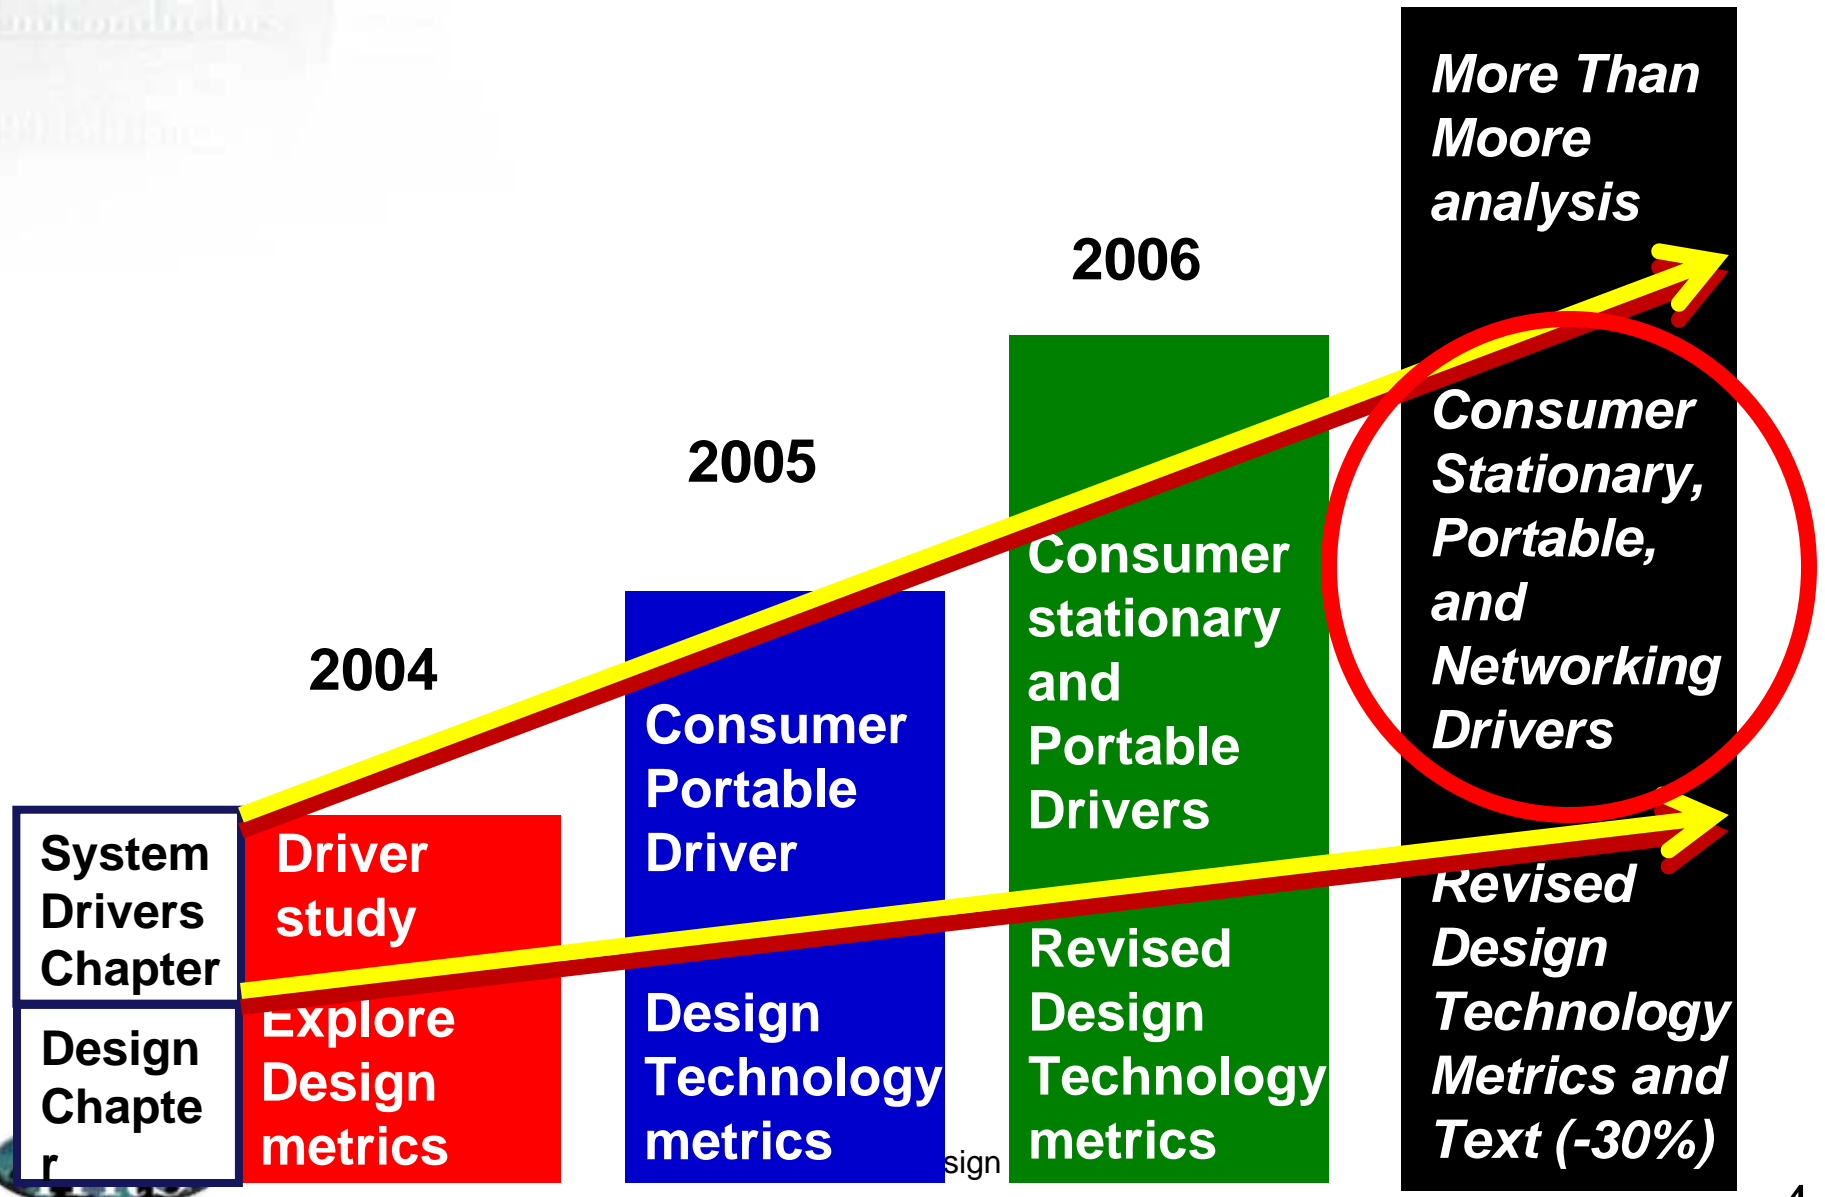 miconductors
More Than
Moore
analysis
2006
Consumer
Stationary,
Portable,
and
Networking
Drivers
2005
Consumer
stationary
and
Portable
Drivers
2004
Consumer
Portable
Driver
System
Drivers
Chapter
Driver
study
Revised
Design
Technology
Metrics and
Text (-30%)
Revised
Design
Technology
metrics
Design
Technology
metrics
Explore
Design
metrics
Design
Chapte
r
sign
4